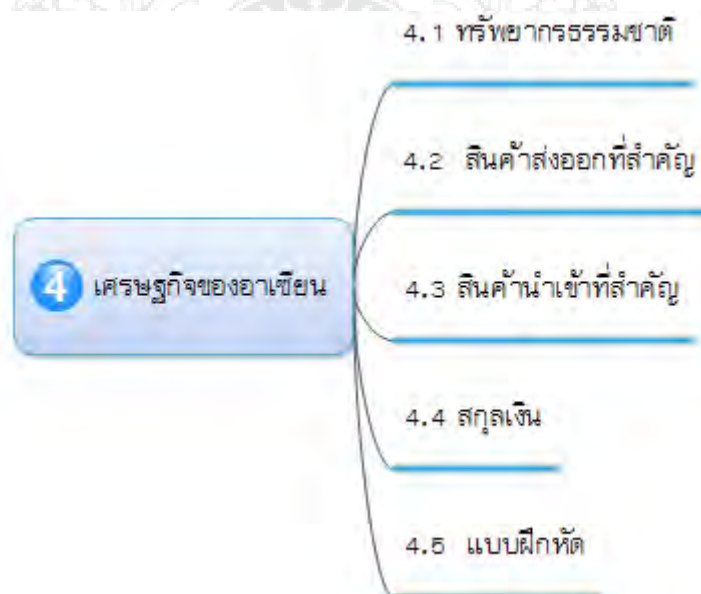 4.1 ทรัพยากรธรรมชาติ
4.2 สินค้าส่งออกที่สำคัญ
4 เศรษฐกิจของอาเซียน
4.3 สินค้านำเข้าที่สำคัญ
4.4 สกุลเงิน
4.5 แบบฝึกหัด